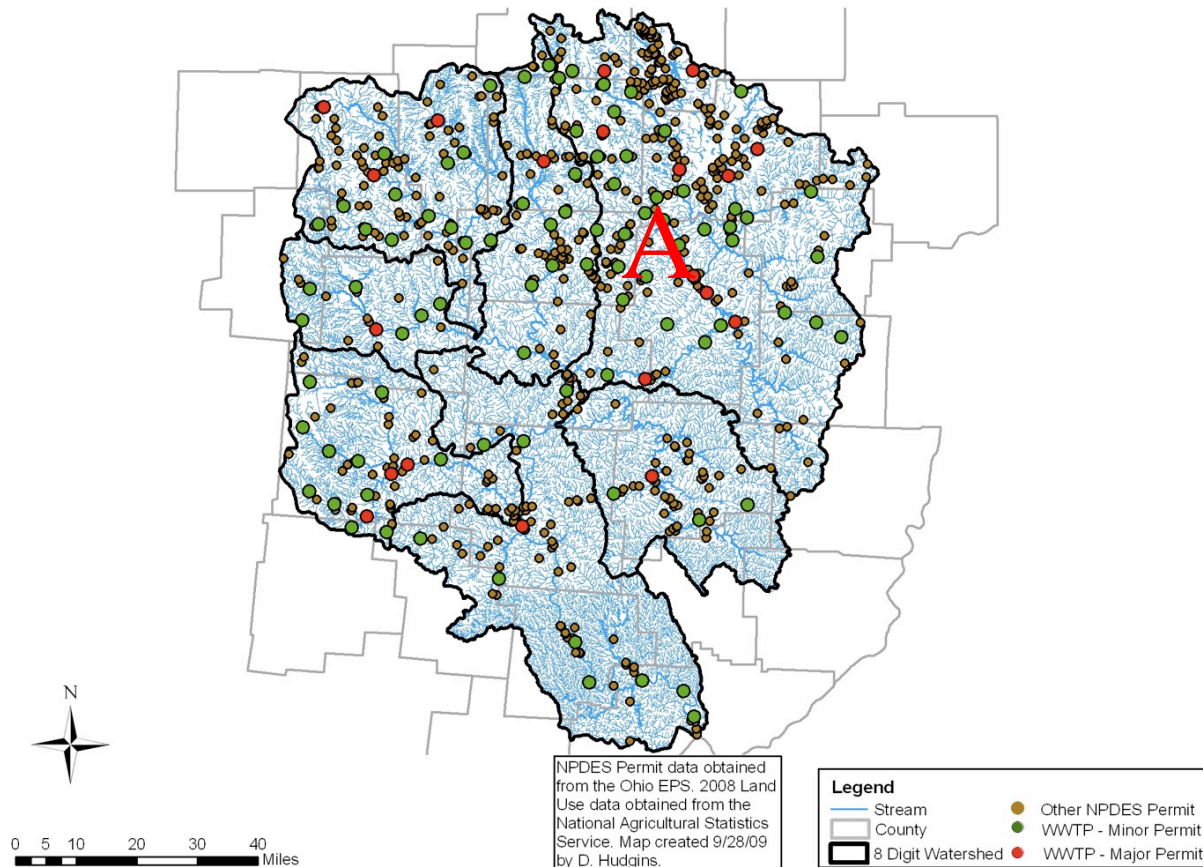 A
N
0 5 10 20 30 40
Miles
NPDES Permit data obtained
from the Ohio EPS. 2008 Land
Use data obtained from the
National Agricultural Statistics
Service. Map created 9/28/09
by D. Hudgins.
Legend
Stream
County
8 Digit Watershed
Other NPDES Permit
WWTP - Minor Permit
WWTP - Major Permit